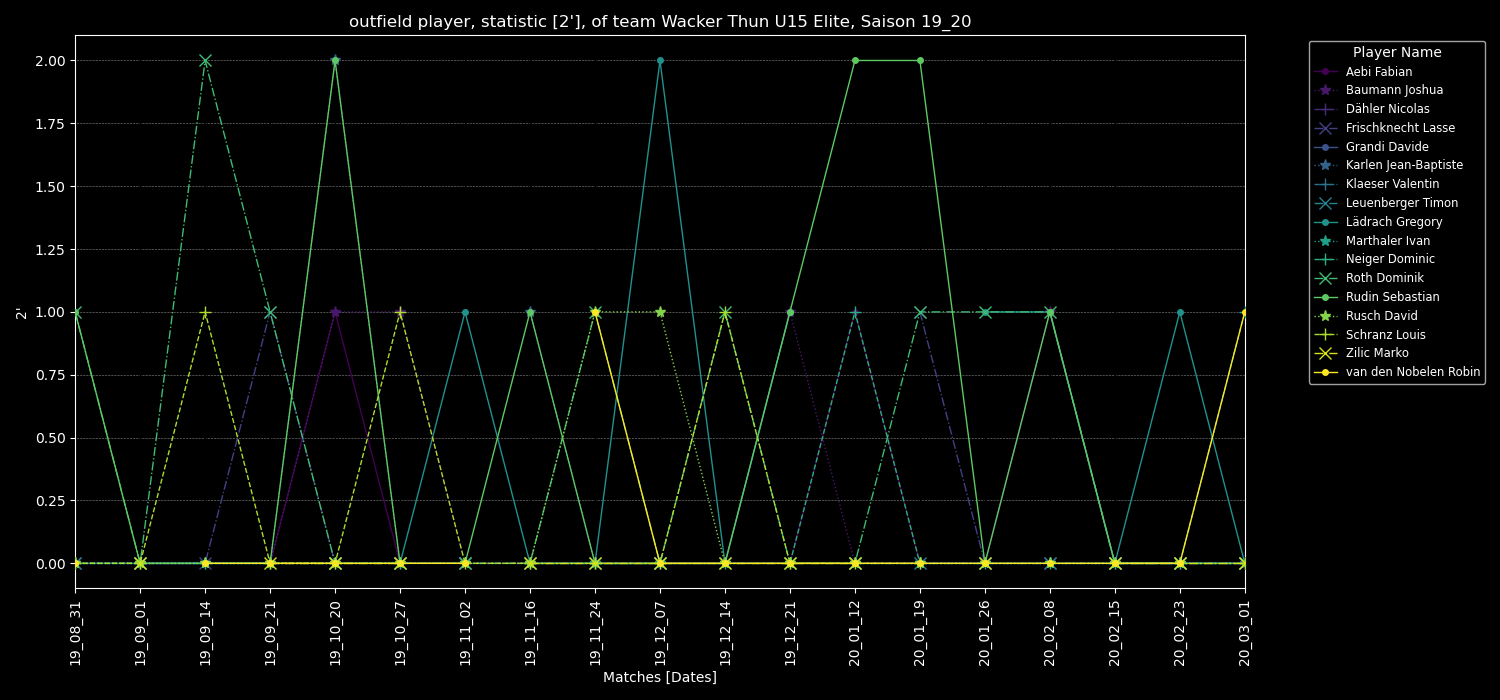 outfield player, statistic [2'], of team Wacker Thun U15 Elite, Saison 19_20
2.00
1.75
1.50
1.25
1.00
0.75
0.50
0.25
0.00
2'
19_08_31
19_09_01
19_09_14
19_09_21
19_10_20
19_10_27
19_11_02
19_11_16
19_11_24
19_12_07
19_12_14
19_12_21
20_01_12
20_01_19
20_01_26
20_02_08
20_02_15
20_02_23
20_03_01
Matches [Dates]
Player Name
Aebi Fabian
Baumann Joshua
Dähler Nicolas
Frischknecht Lasse
Grandi Davide
Karlen Jean-Baptiste
Klaeser Valentin
Leuenberger Timon
Lädrach Gregory
Marthaler Ivan
Neiger Dominic
Roth Dominik
Rudin Sebastian
Rusch David
Schranz Louis
Zilic Marko
van den Nobelen Robin